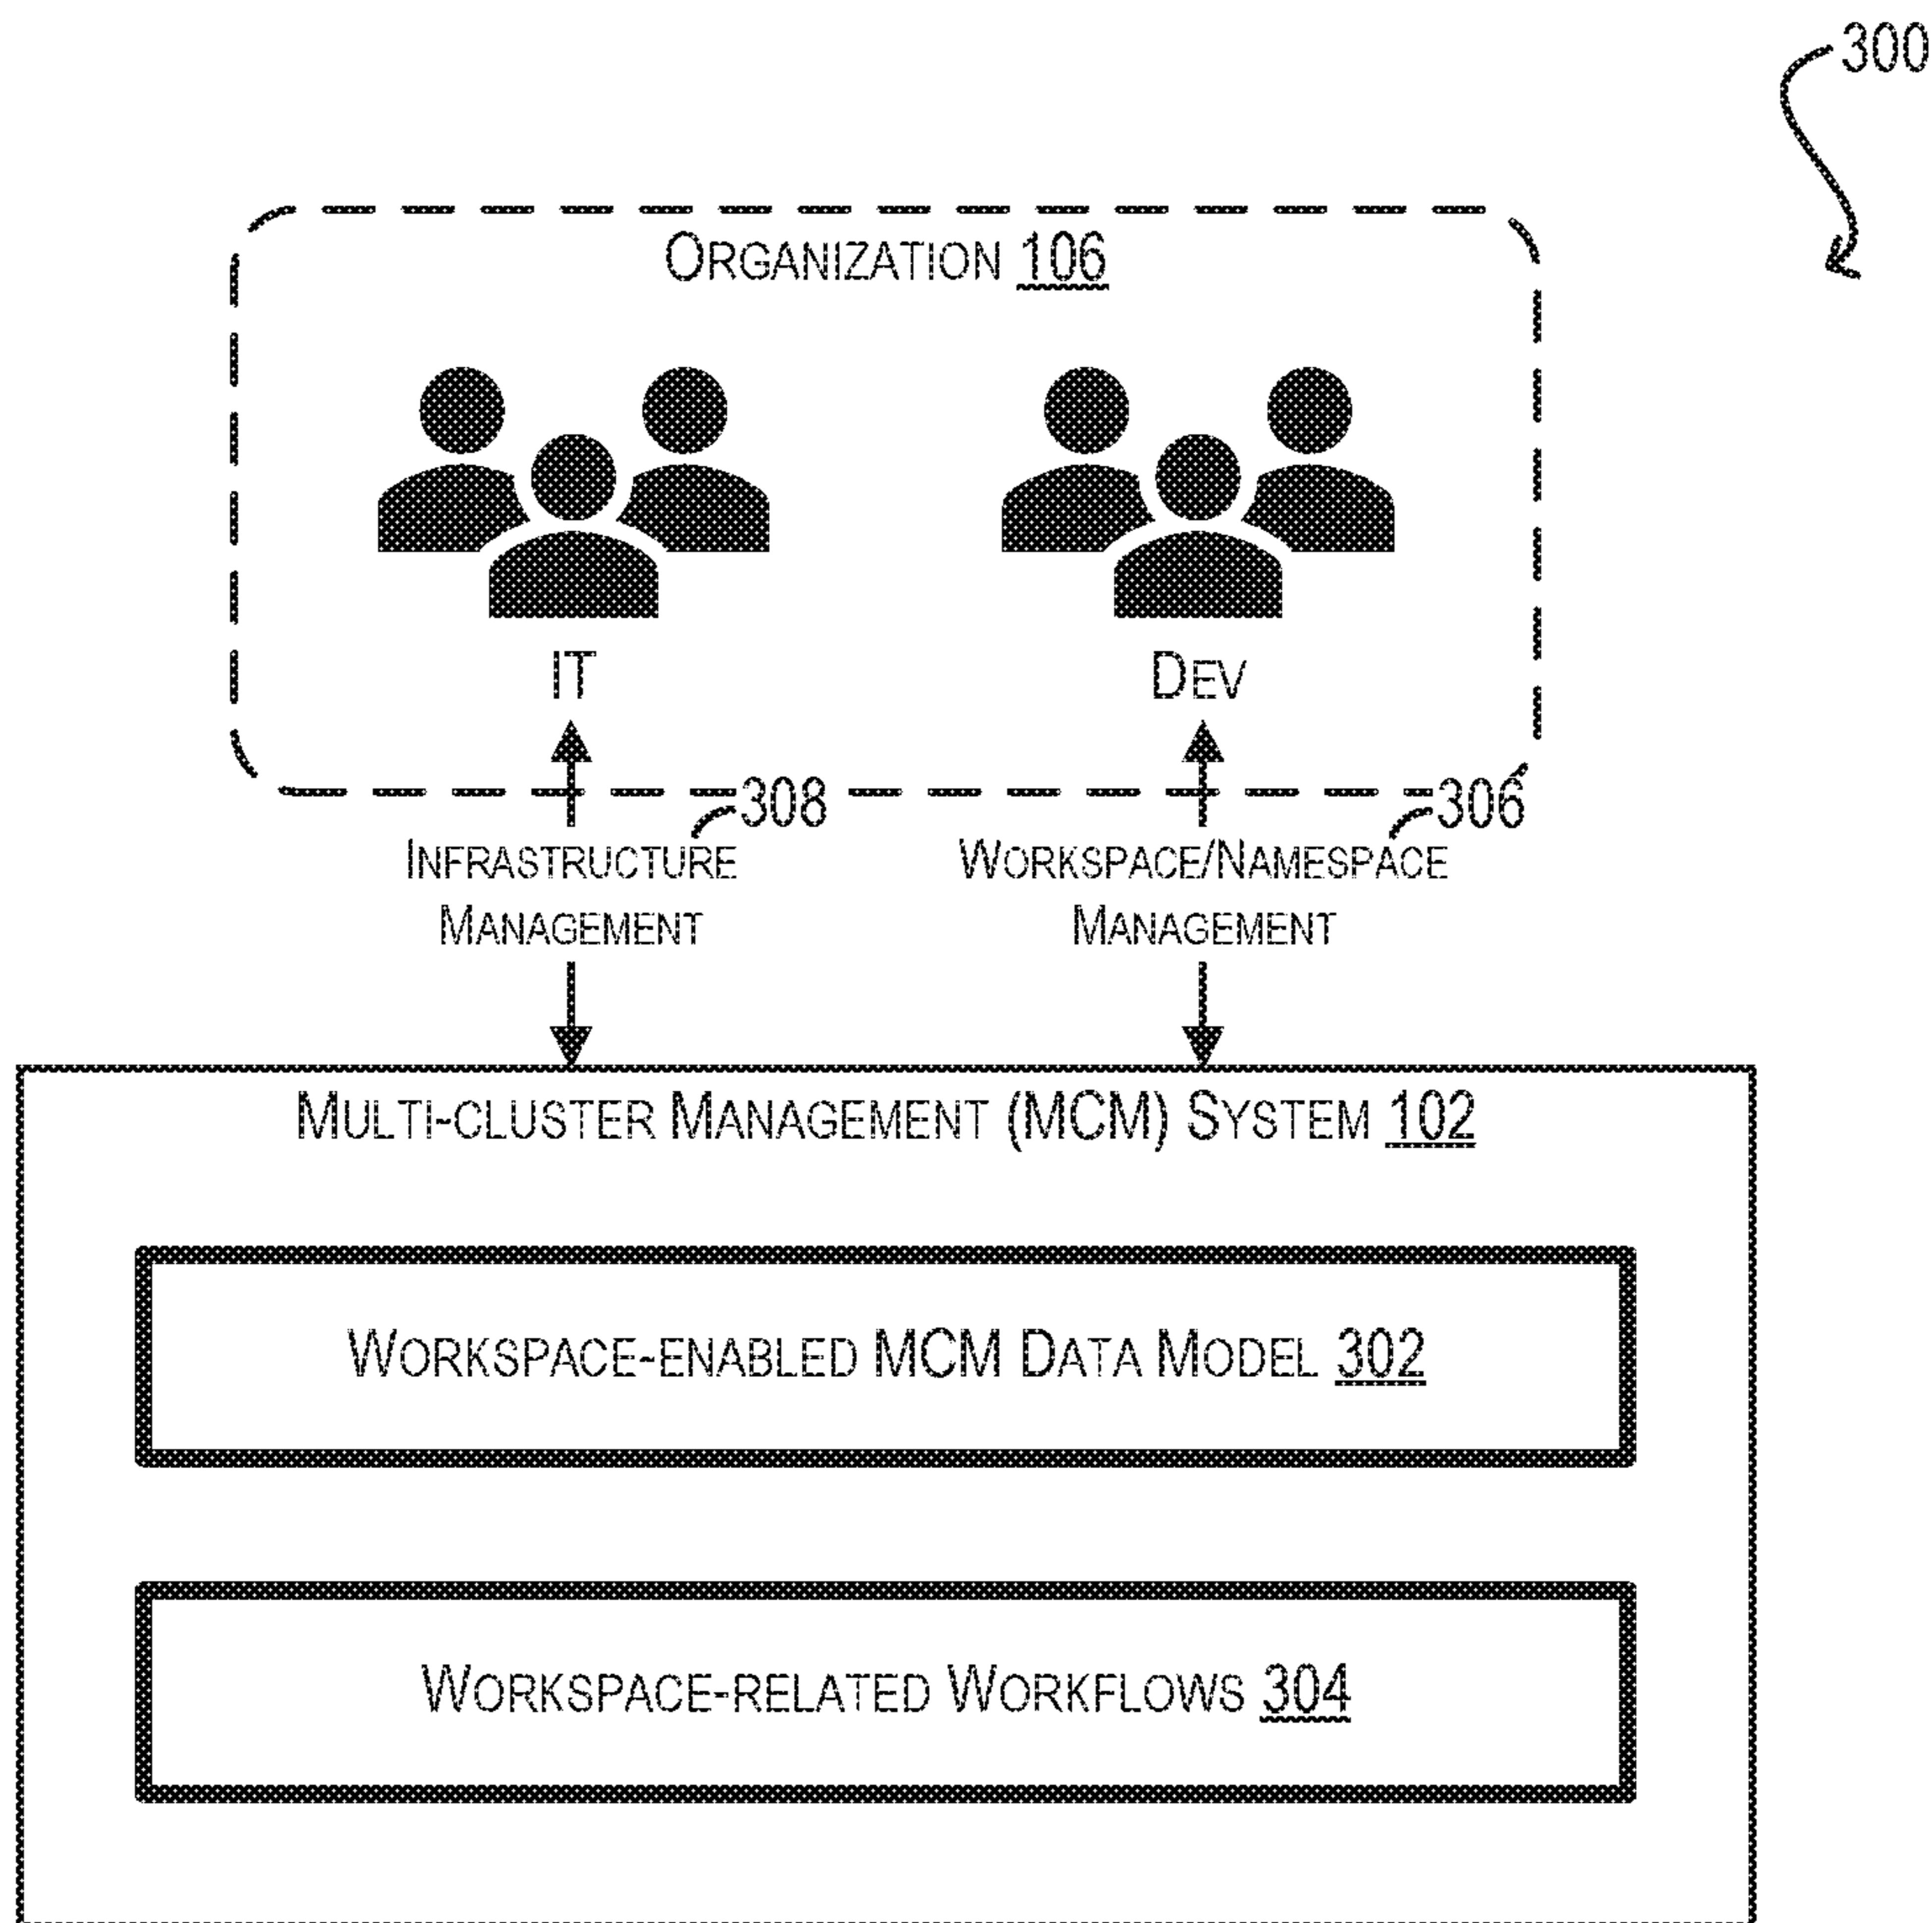 300
ORGANIZATION 106
IT
DEV
308
306
INFRASTRUCTURE
MANAGEMENT
WORKSPACE/NAMESPACE
MANAGEMENT
MULTI-CLUSTER MANAGEMENT (MCM) SYSTEM 102
WORKSPACE-ENABLED MCM DATA MODEL 302
WORKSPACE-RELATED WORKFLOWS 304